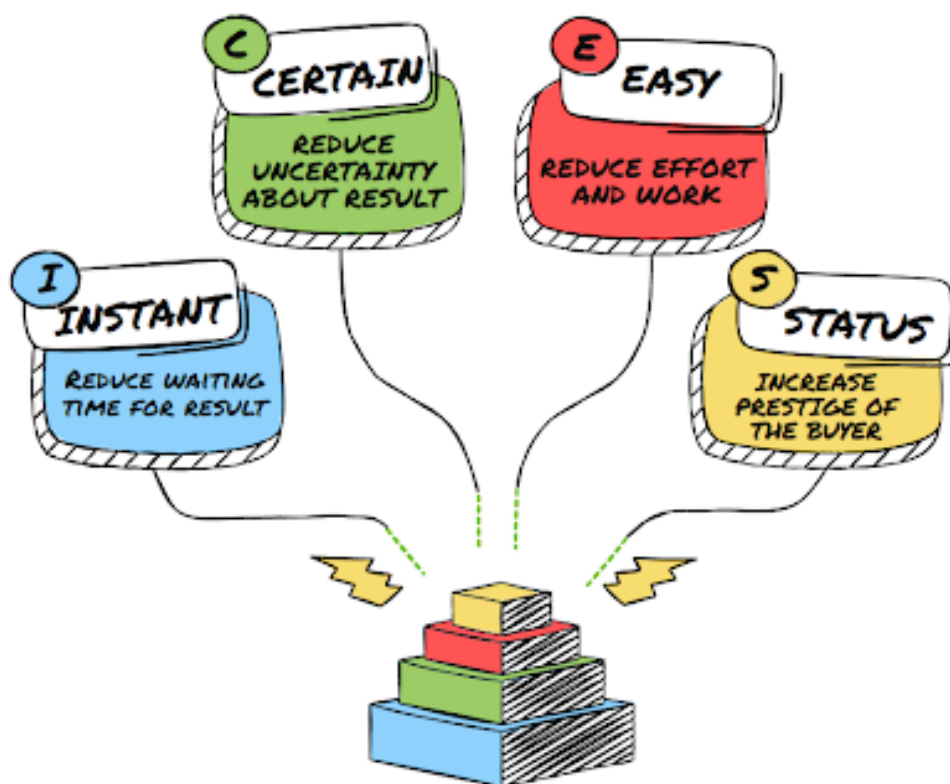 I
INSTANT
REDUCE WAITING
TIME FOR RESULT
C
CERTAIN
REDUCE
UNCERTAINTY
ABOUT RESULT
E
EASY
REDUCE EFFORT
AND WORK
S
STATUS
INCREASE
PRESTIGE OF
THE BUYER